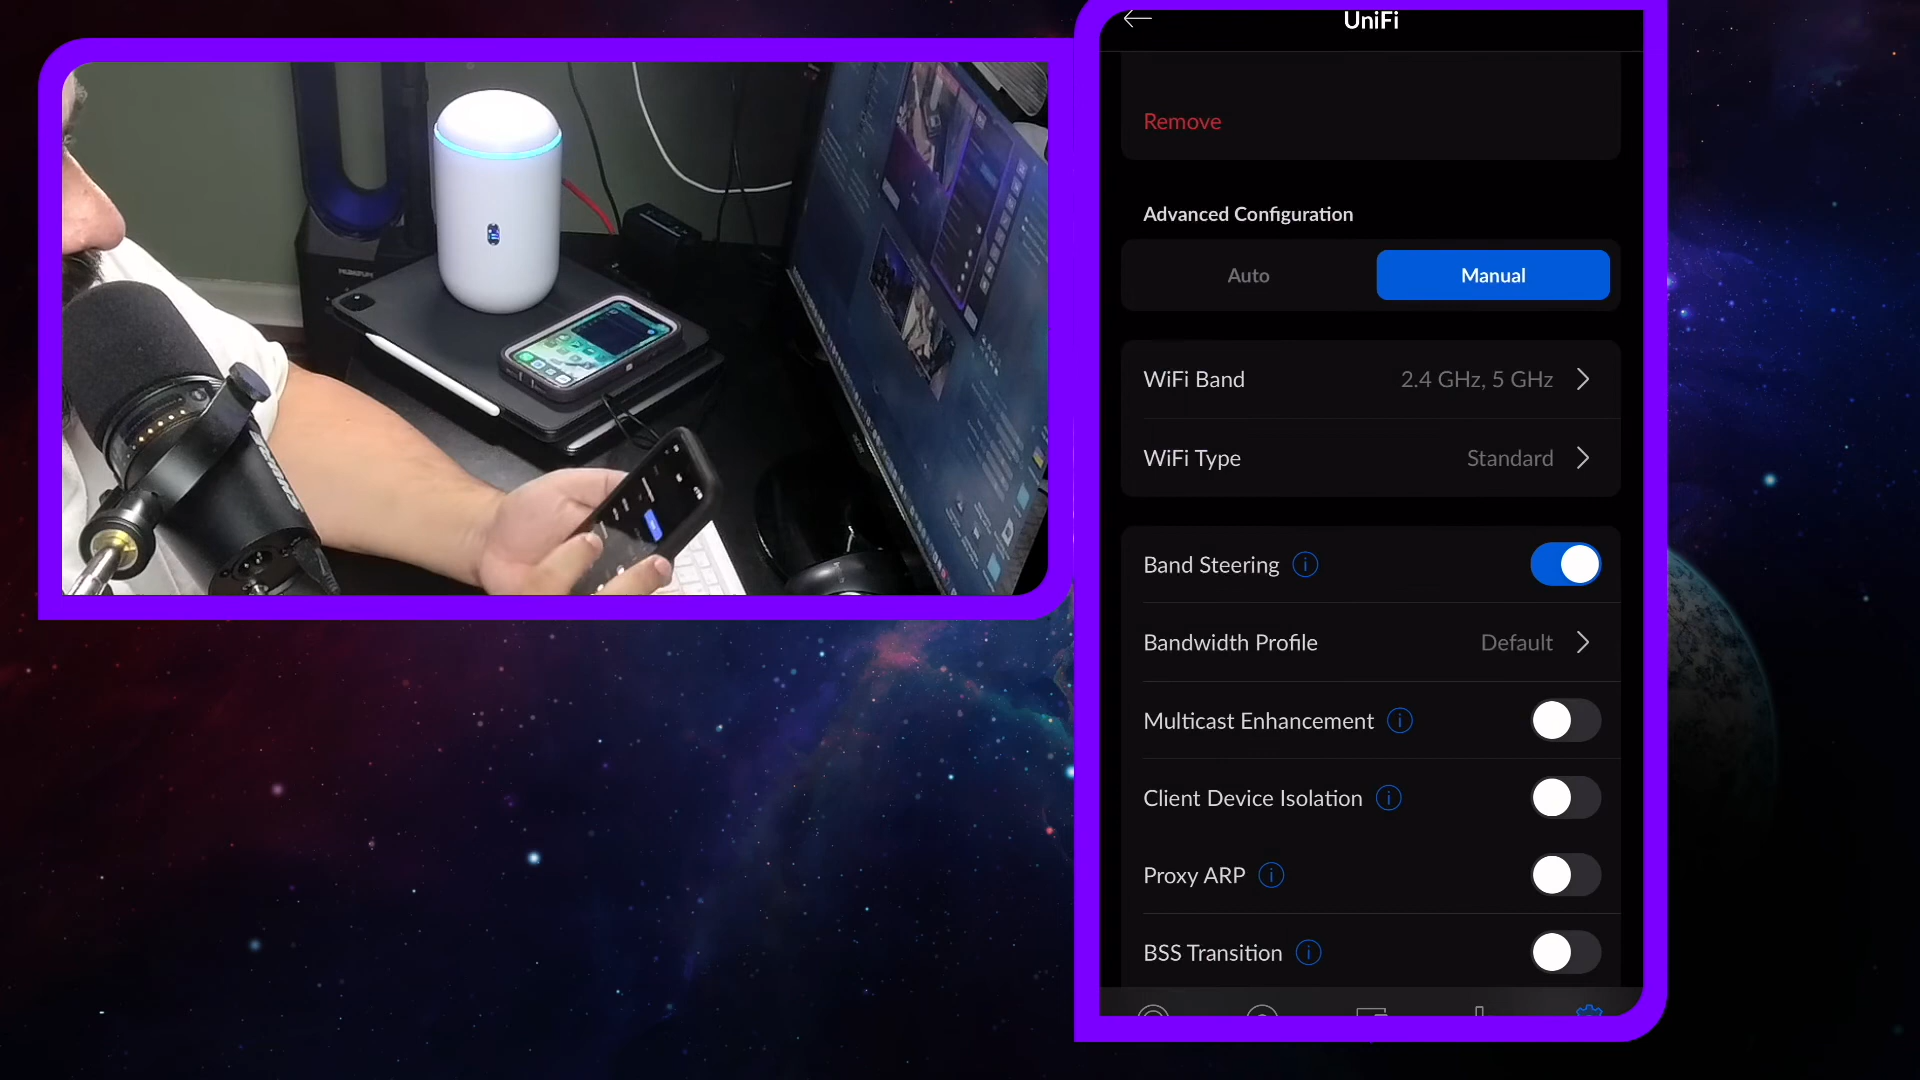 UniFi
Remove
Advanced Configuration
Auto
Manual
WiFi Band
2.4 GHz, 5 GHz
WiFi Type
Standard
Band Steering
Bandwidth Profile
Default
Multicast Enhancement
Client Device Isolation
Proxy ARP
BSS Transition